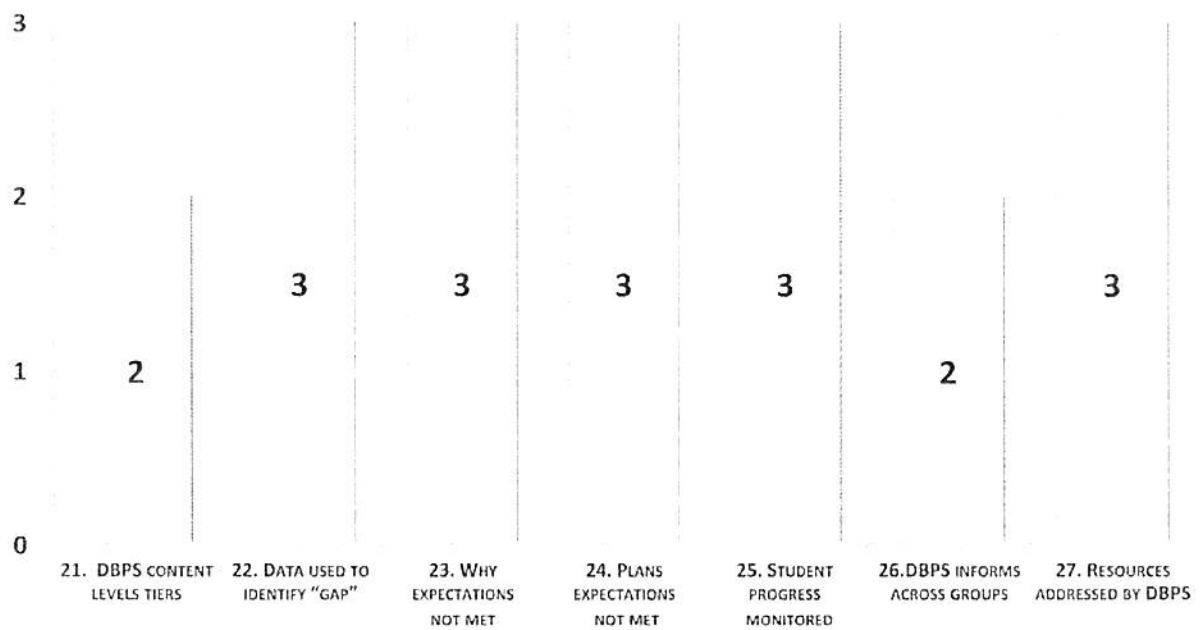 3
2
1
0
2
3
3
3
3
2
3
21. DBPS CONTENT
LEVELS TIERS
22. DATA USED TO
IDENTIFY “GAP”
23. WHY
EXPECTATIONS
NOT MET
24. PLANS
EXPECTATIONS
NOT MET
25. STUDENT
PROGRESS
MONITORED
26.DBPS INFORMS
ACROSS GROUPS
27. RESOURCES
ADDRESSED BY DBPS